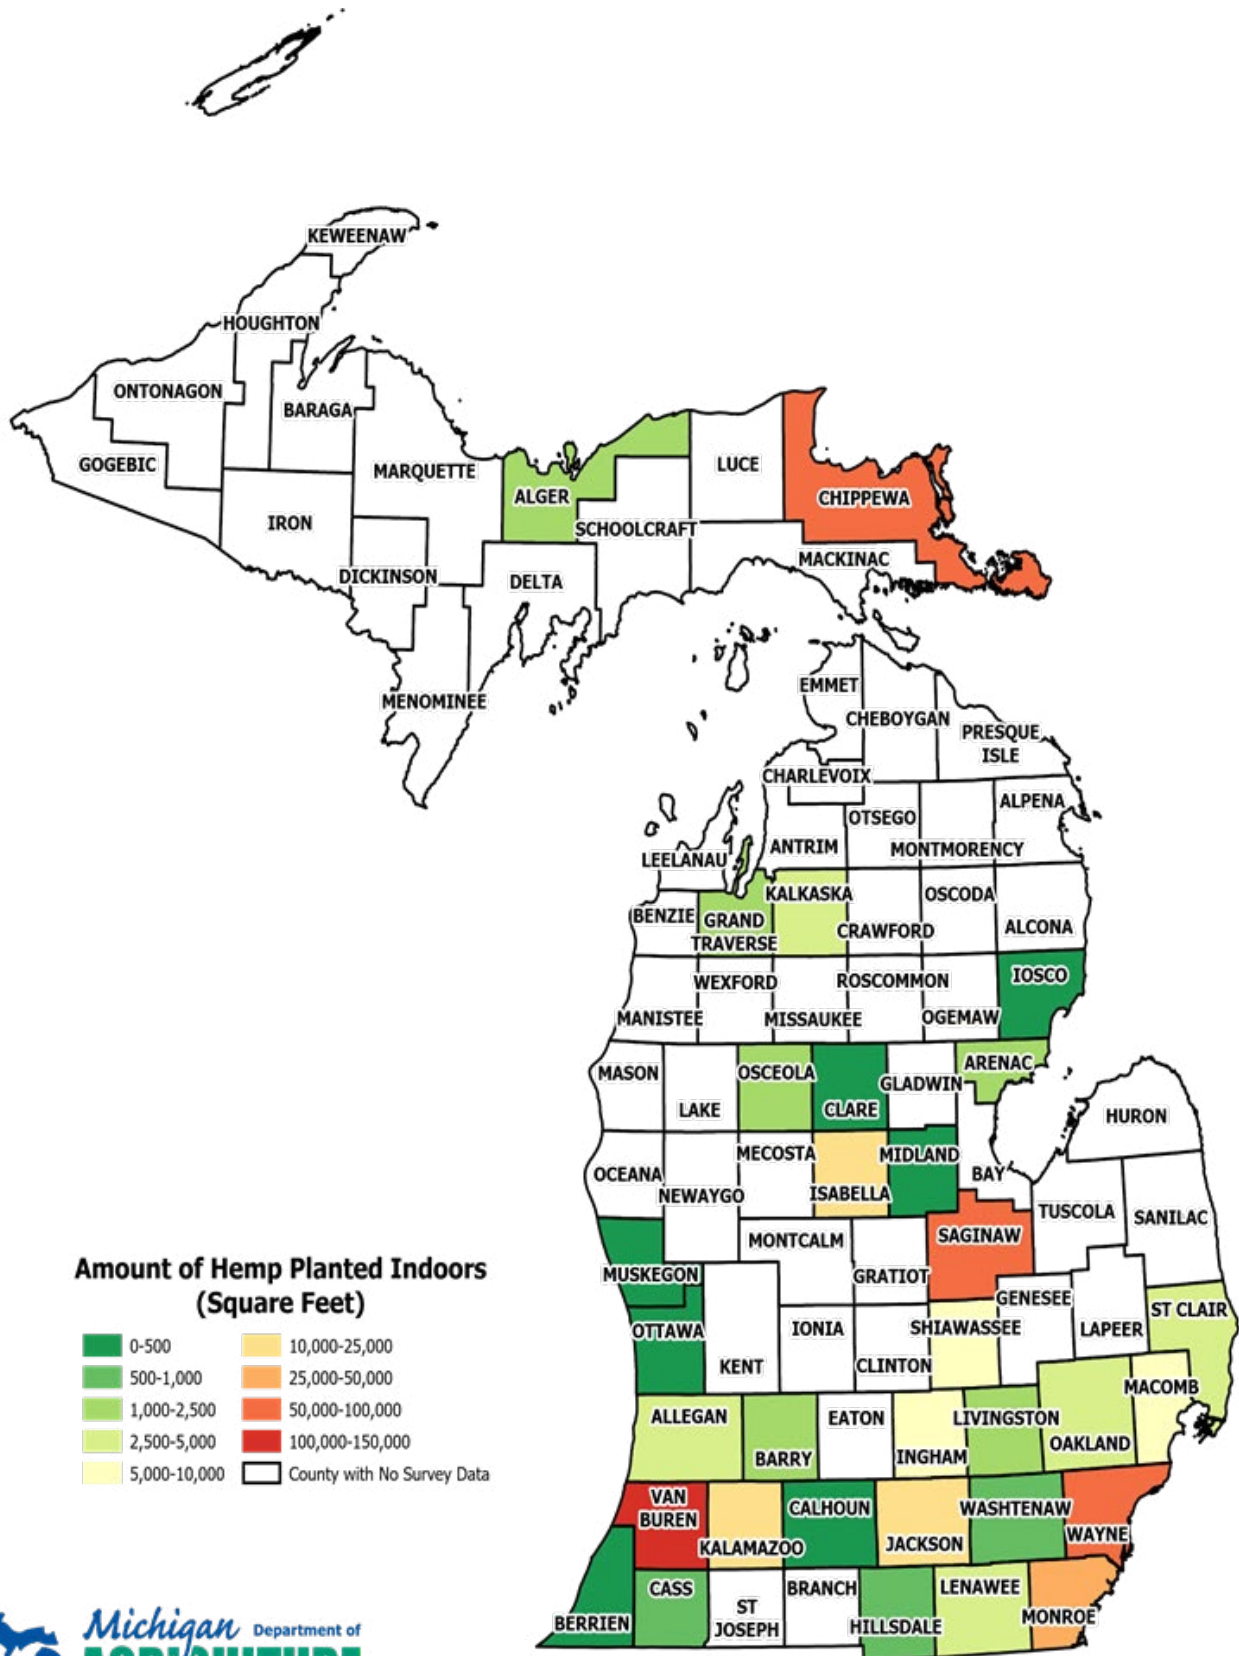 KEWEENAW
HOUGHTON
ONTONAGON
BARAGA
GOGEBIC
MARQUETTE
LUCE
ALGER
CHIPPEWA
IRON
SCHOOLCRAFT
MACKINAC
DICKINSON
DELTA
MENOMINEE
EMMET
CHEBOYGAN
PRESQUE
ISLE
CHARLEVOIX
ALPENA
OTSEGO
ANTRIM
MONTMORENCY
LEELANAU
KALKASKA
OSCODA
BENZIE
GRAND
TRAVERSE
CRAWFORD
ALCONA
IOSCO
WEXFORD
ROSCOMMON
MANISTEE
MISSAUKEE
OGEMAW
MASON
OSCEOLA
ARENAC
GLADWIN
LAKE
CLARE
HURON
MECOSTA
MIDLAND
OCEANA
BAY
NEWAYGO
ISABELLA
TUSCOLA
SANILAC
MONTCALM
SAGINAW
MUSKEGON
GRATIOT
GENESEE
ST CLAIR
OTTAWA
IONIA
SHIAWASSEE
LAPEER
KENT
CLINTON
MACOMB
ALLEGAN
EATON
LIVINGSTON
BARRY
INGHAM
OAKLAND
VAN
BUREN
CALHOUN
WASHTENAW
KALAMAZOO
JACKSON
WAYNE
CASS
BRANCH
LENAWEE
ST
JOSEPH
BERRIEN
HILLSDALE
MONROE
Amount of Hemp Planted Indoors
(Square Feet)
0-500
500-1,000
1,000-2,500
2,500-5,000
5,000-10,000
10,000-25,000
25,000-50,000
50,000-100,000
100,000-150,000
County with No Survey Data
Michigan Department of
AGRICULTURE